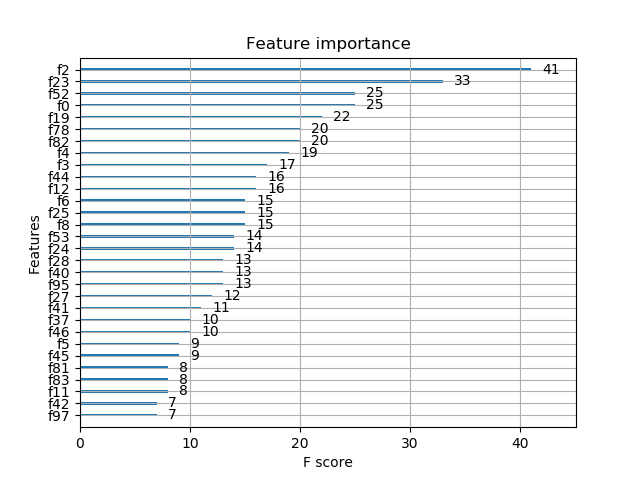 Feature importance
Features
f2 41
f23 33
f52 25
f0 25
f19 22
f78 20
f82 20
f4 19
f3 17
f44 16
f12 16
f6 15
f25 15
f8 15
f53 14
f24 14
f28 13
f40 13
f95 13
f27 12
f41 11
f37 10
f46 10
f5 9
f45 9
f81 8
f83 8
f11 8
f42 7
f97 7
0 10 20 30 40
F score